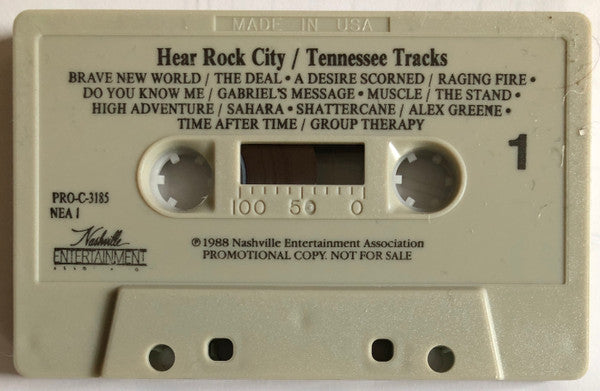 MADE IN USA
Hear Rock City / Tennessee Tracks
BRAVE NEW WORLD / THE DEAL • A DESIRE SCORNED / RAGING FIRE •
DO YOU KNOW ME / GABRIEL'S MESSAGE • MUSCLE / THE STAND •
HIGH ADVENTURE / SAHARA • SHATTERCANE / ALEX GREENE •
TIME AFTER TIME / GROUP THERAPY
1
PRO-C-3185
NEA 1
100 50 0
Nashville
ENTERTAINMENT
℗ 1988 Nashville Entertainment Association
PROMOTIONAL COPY. NOT FOR SALE